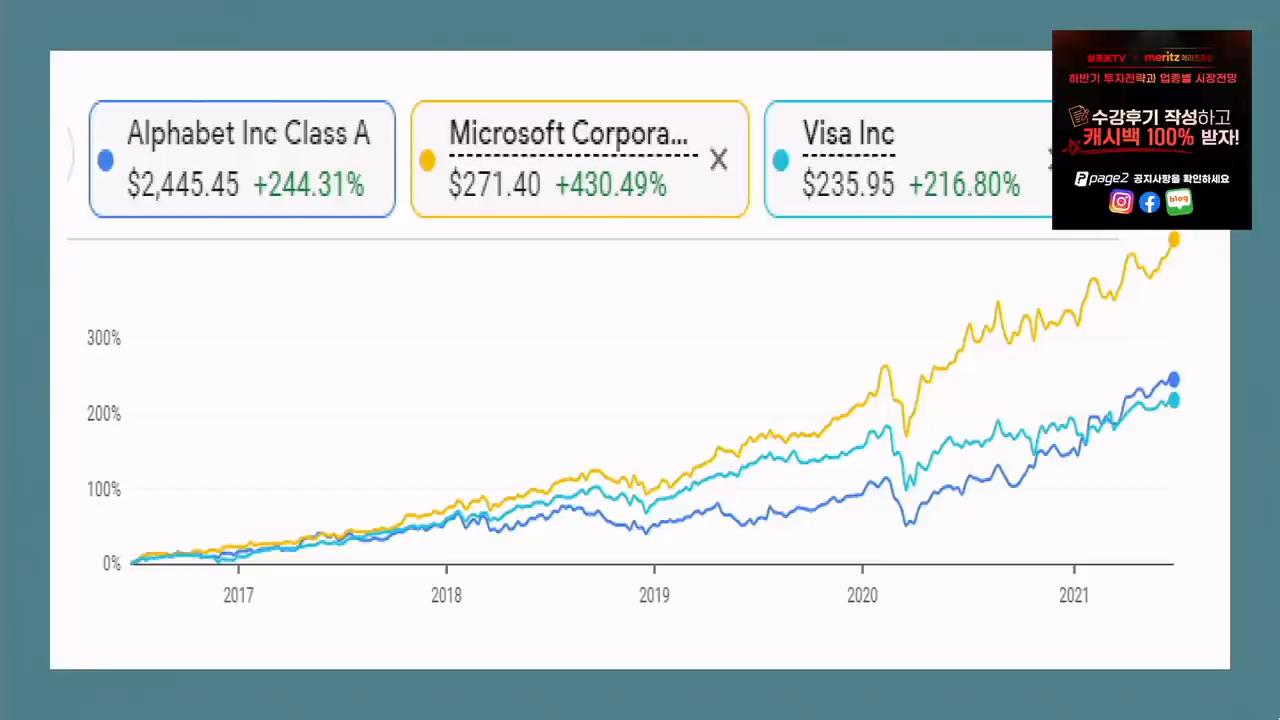 Alphabet Inc Class A
$2,445.45 +244.31%
Microsoft Corpora...
$271.40 +430.49%
Visa Inc
$235.95 +216.80%
meritz
하반기 투자전략과 업종별 시장전망
수강후기 작성하고
캐시백 100% 받자!
page2 공지사항을 확인하세요
blog
300%
200%
100%
0%
2017
2018
2019
2020
2021